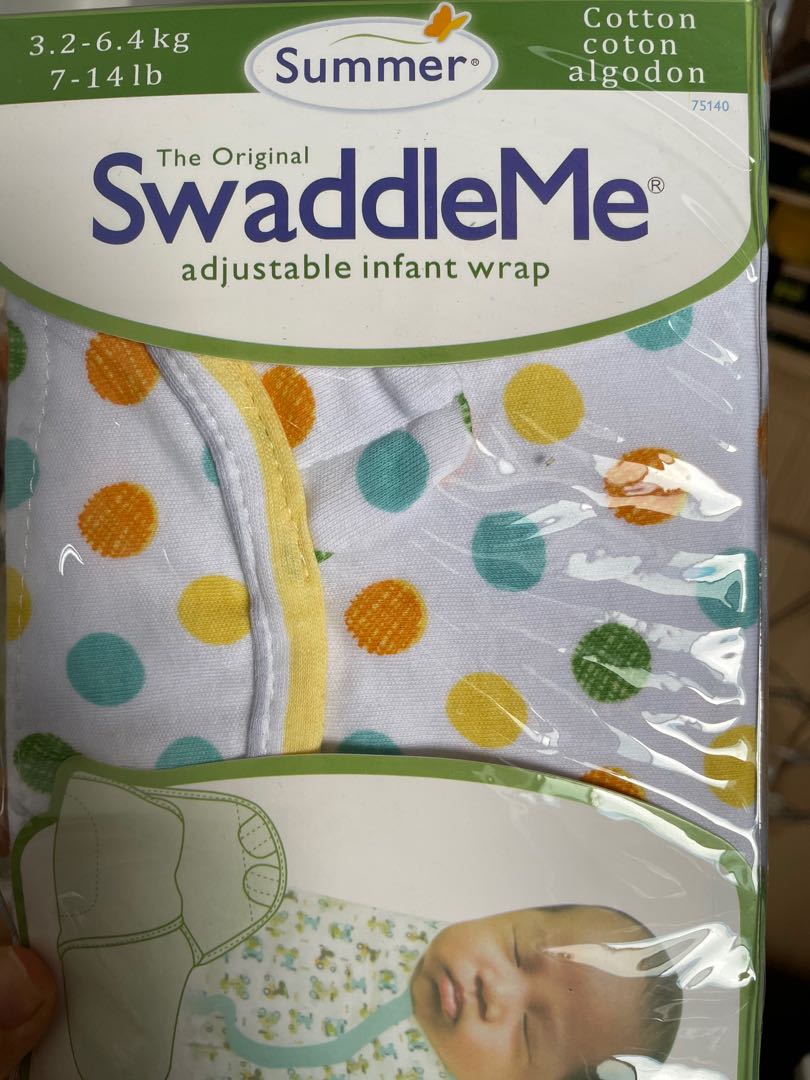 3.2-6.4 kg
7-14 lb
Summer®
Cotton
coton
algodon
75140
The Original
SwaddleMe®
adjustable infant wrap